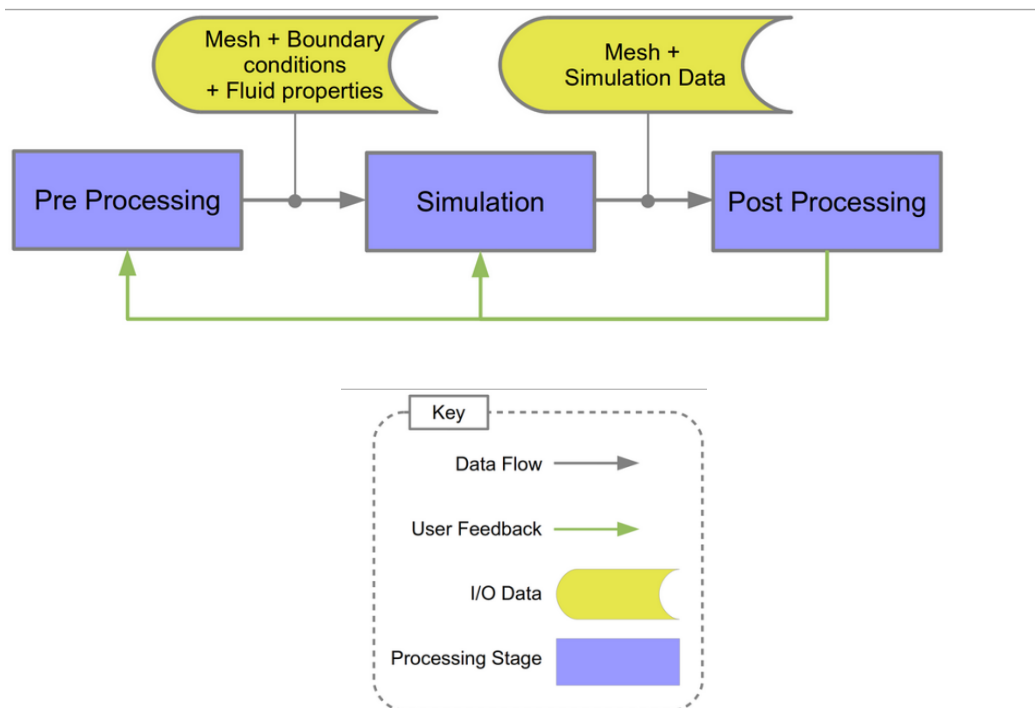 Mesh + Boundary
conditions
+ Fluid properties
Mesh +
Simulation Data
Pre Processing
Simulation
Post Processing
Key
Data Flow
User Feedback
I/O Data
Processing Stage